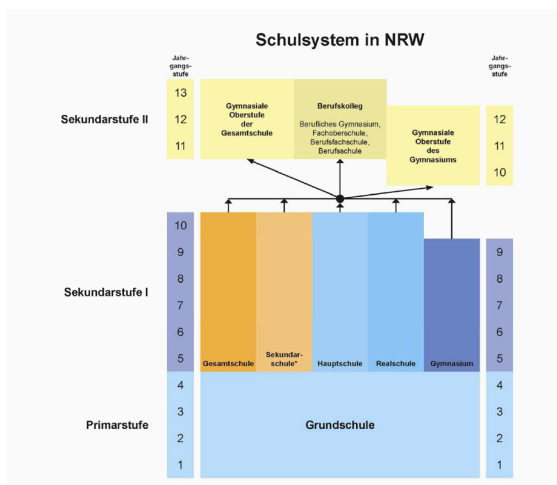 Schulsystem in NRW
Jahr-
gangs-
stufe
Jahr-
gangs-
stufe
Sekundarstufe II
13
12
11
Gymnasiale
Oberstufe
der
Gesamtschule
Berufskolleg
Berufliches Gymnasium,
Fachoberschule,
Berufsfachschule,
Berufsschule
Gymnasiale
Oberstufe
des
Gymnasiums
12
11
10
Sekundarstufe I
10
9
8
7
6
5
Gesamtschule
Sekundar-
schule*
Hauptschule
Realschule
Gymnasium
9
8
7
6
5
Primarstufe
4
3
2
1
Grundschule
4
3
2
1